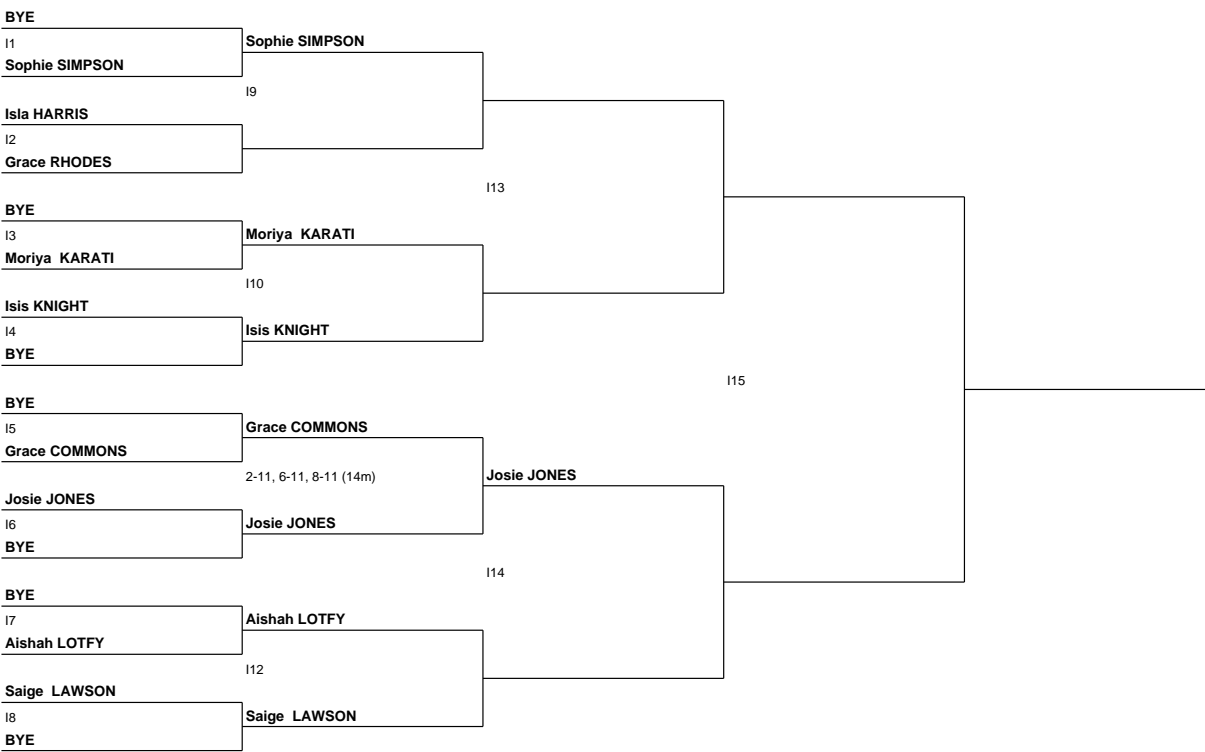 BYE
I1
Sophie SIMPSON
Sophie SIMPSON
I9
Isla HARRIS
I2
Grace RHODES
I13
BYE
I3
Moriya  KARATI
Moriya  KARATI
I10
Isis KNIGHT
I4
BYE
Isis KNIGHT
I15
BYE
I5
Grace COMMONS
Grace COMMONS
2-11, 6-11, 8-11 (14m)
Josie JONES
Josie JONES
I6
BYE
Josie JONES
I14
BYE
I7
Aishah LOTFY
Aishah LOTFY
I12
Saige  LAWSON
I8
BYE
Saige  LAWSON